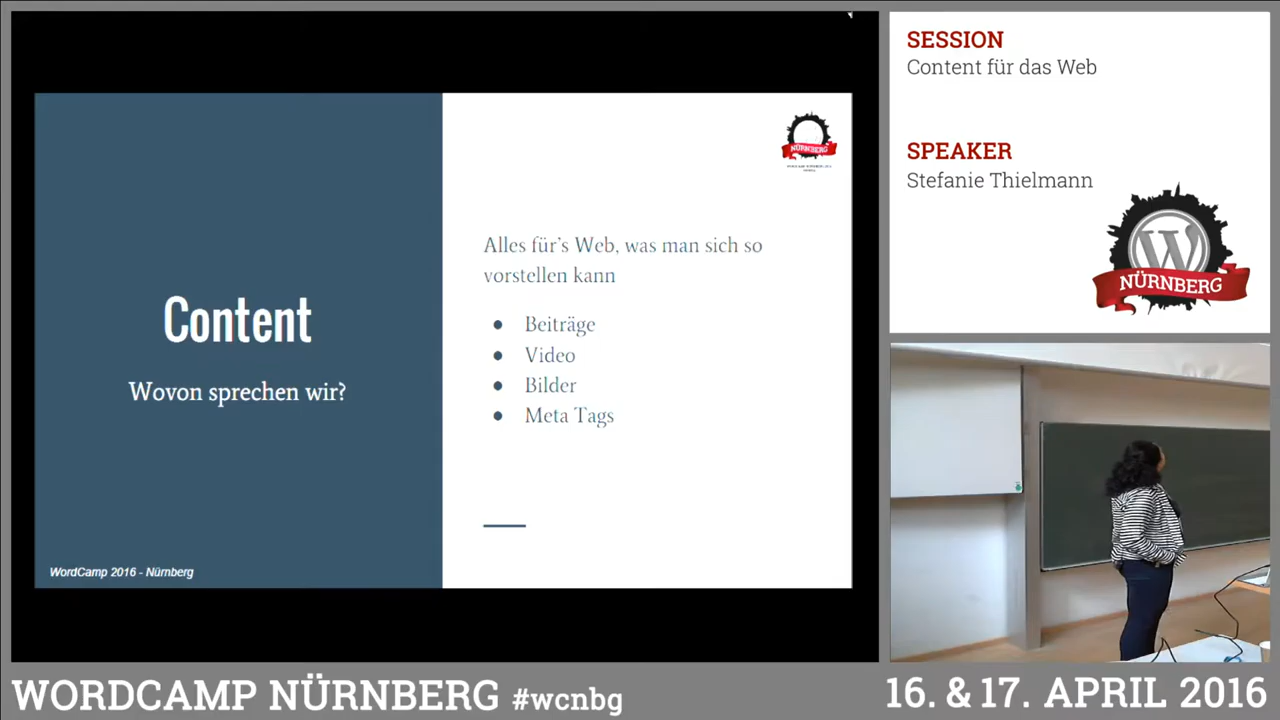 Content
Wovon sprechen wir?
WordCamp 2016 - Nürnberg
NÜRNBERG
Alles für's Web, was man sich so
vorstellen kann
● Beiträge
● Video
● Bilder
● Meta Tags
SESSION
Content für das Web
SPEAKER
Stefanie Thielmann
W
NÜRNBERG
WORDCAMP NÜRNBERG #wcnbg
16. & 17. APRIL 2016